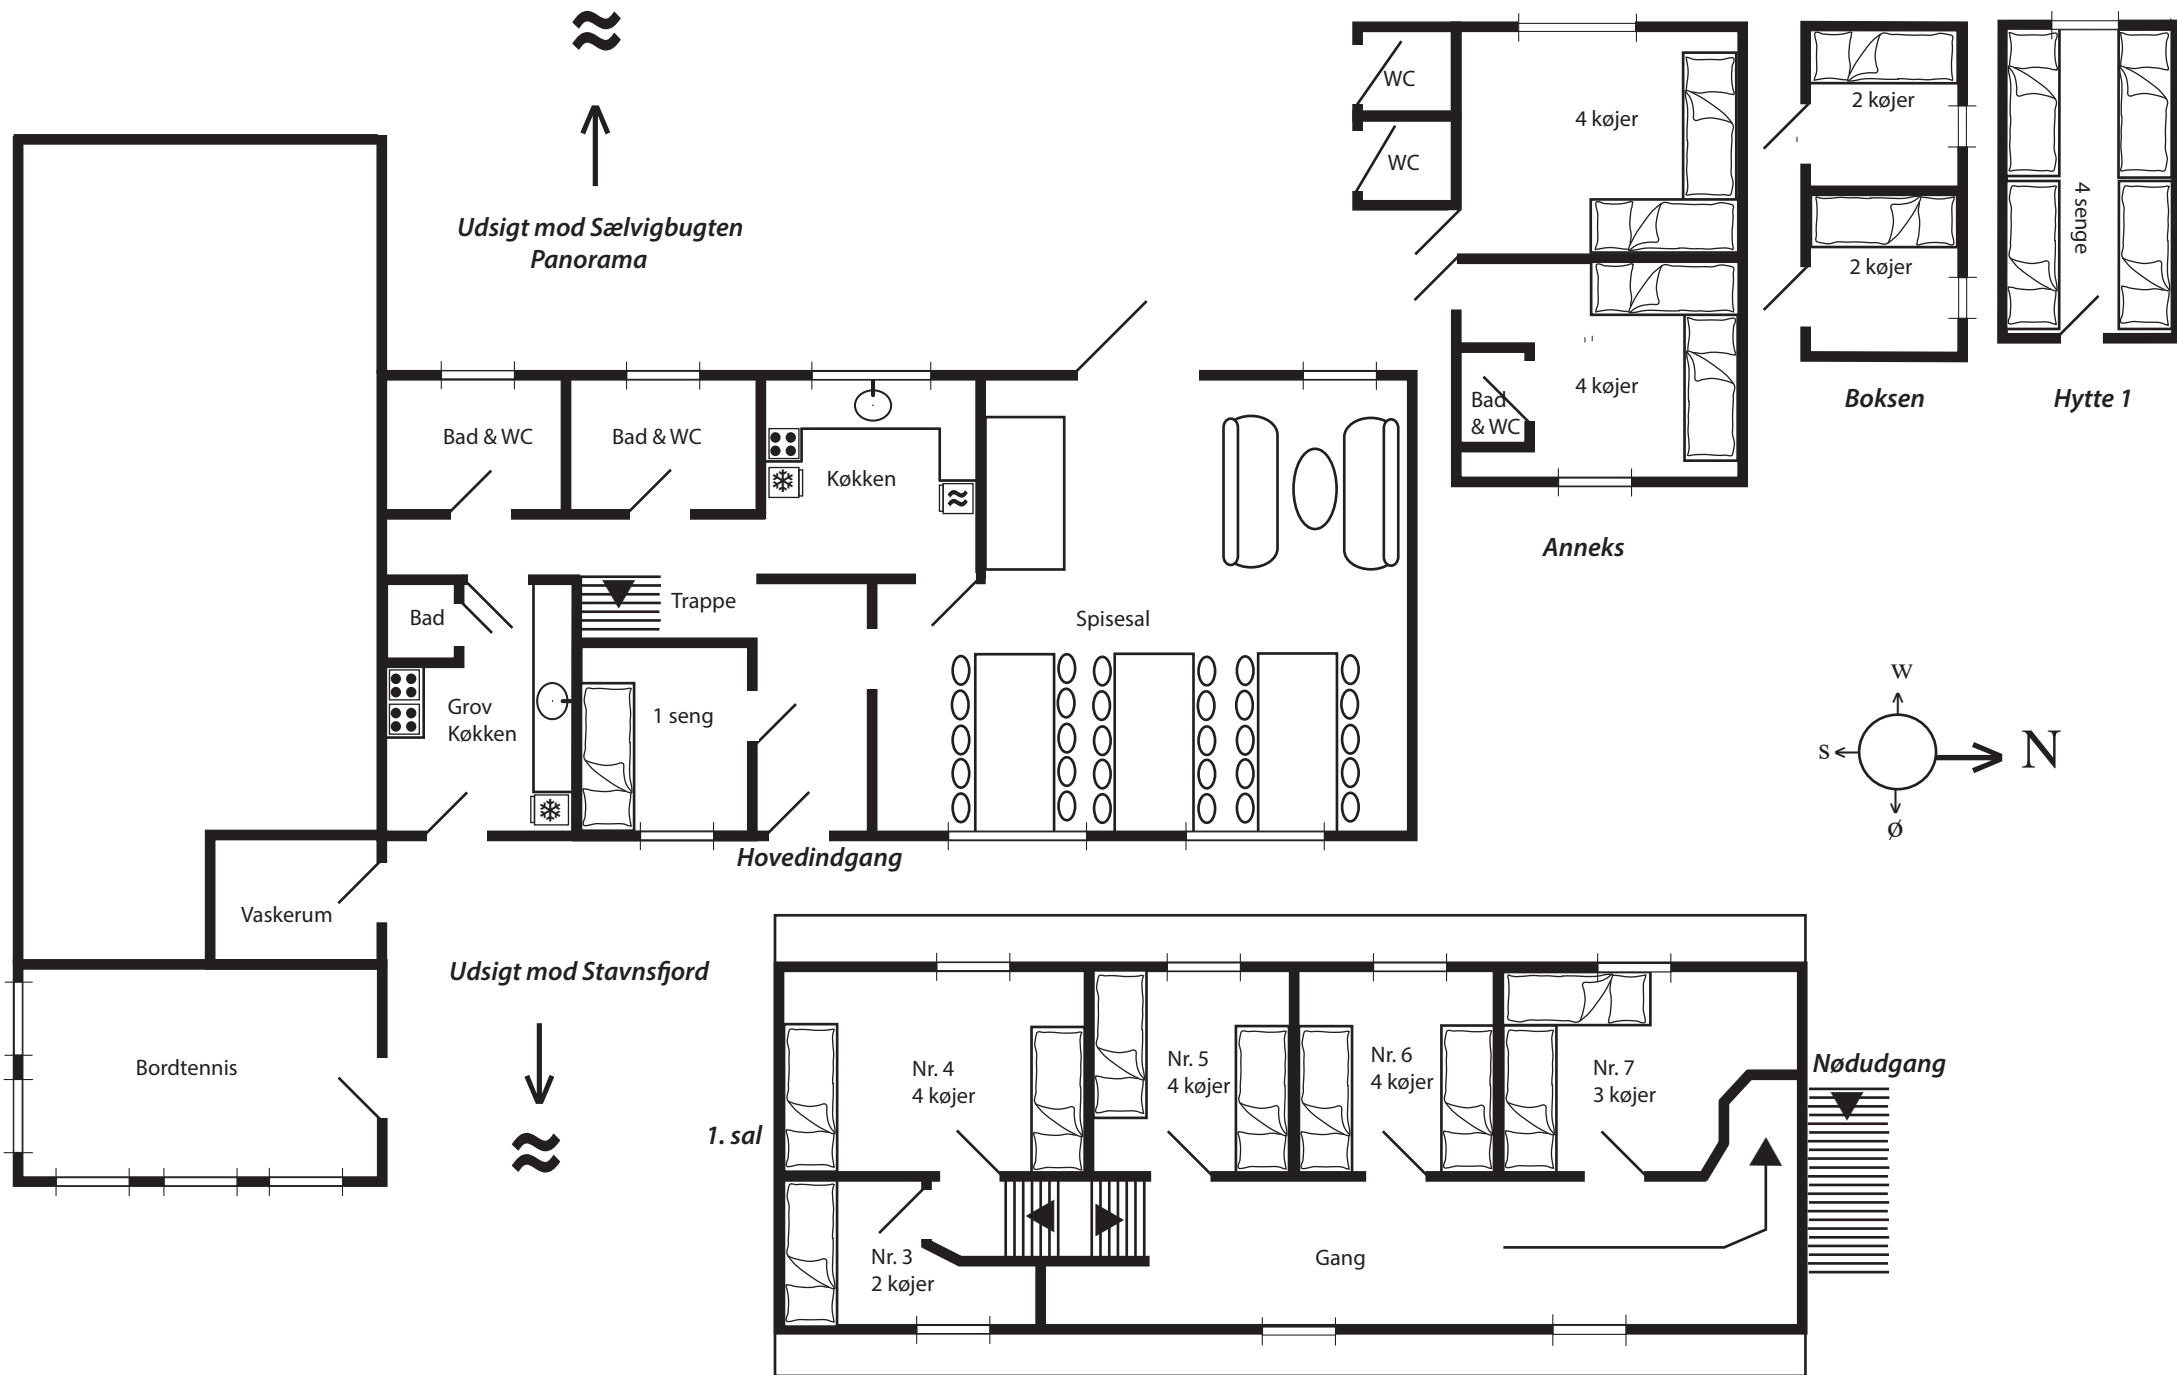 Udsigt mod Sælvigbugten
Panorama
Bad & WC
Bad & WC
Køkken
Bad
Trappe
Spisesal
Grov
Køkken
1 seng
Hovedindgang
Vaskerum
Udsigt mod Stavnsfjord
Bordtennis
WC
WC
4 køjer
4 køjer
Bad
& WC
Anneks
2 køjer
2 køjer
Boksen
4 senge
Hytte 1
W
S
N
Ø
1. sal
Nr. 4
4 køjer
Nr. 5
4 køjer
Nr. 6
4 køjer
Nr. 7
3 køjer
Nødudgang
Nr. 3
2 køjer
Gang